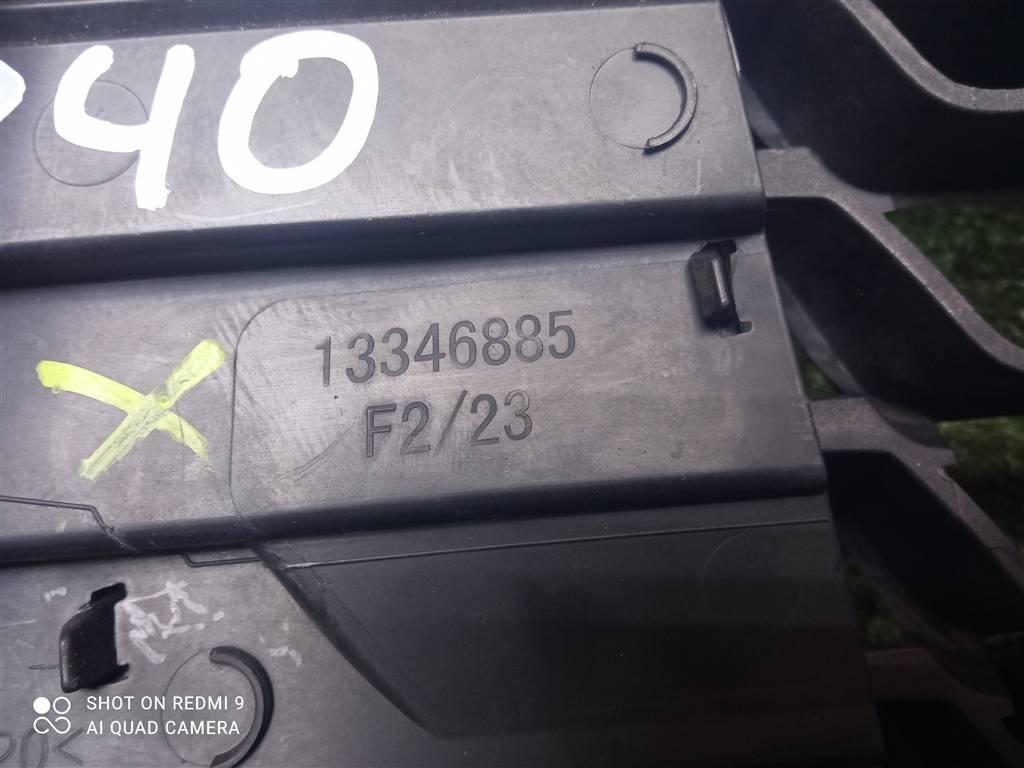 40
13346885
F2/23
SHOT ON REDMI 9
AI QUAD CAMERA